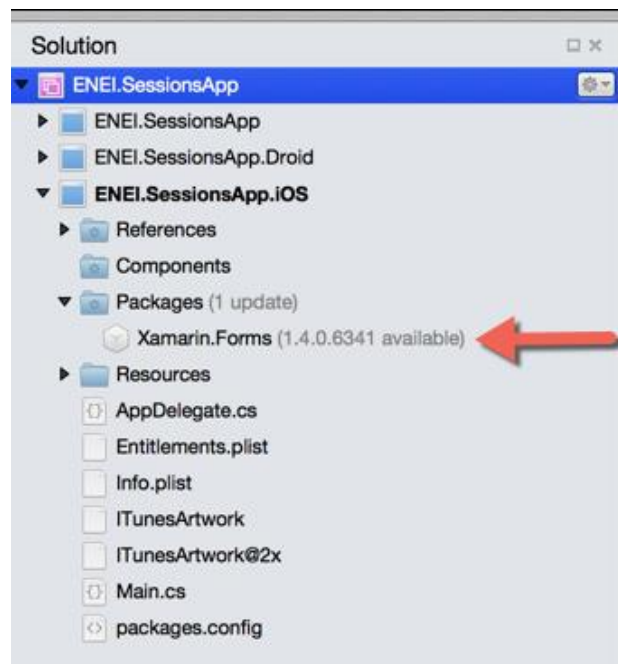 Solution
ENEI.SessionsApp
ENEI.SessionsApp
ENEI.SessionsApp.Droid
ENEI.SessionsApp.iOS
References
Components
Packages (1 update)
Xamarin.Forms (1.4.0.6341 available)
Resources
AppDelegate.cs
Entitlements.plist
Info.plist
ITunesArtwork
ITunesArtwork@2x
Main.cs
packages.config